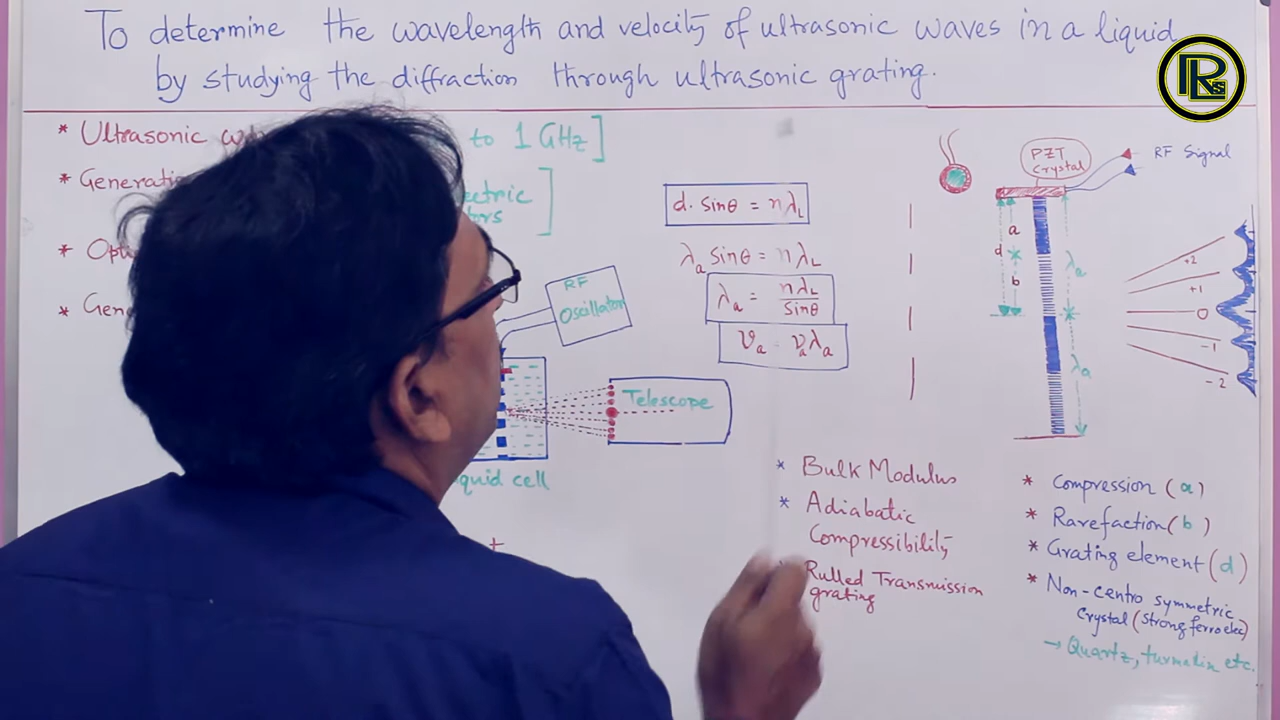 To determine the wavelength and velocity of ultrasonic waves in a liquid
by studying the diffraction through ultrasonic grating.
RLs
* Ultrasonic
to 1 GHz]
*
*
*
RF
Oscillator
Telescope
cell
d. sinθ = nλL
λa sinθ = nλL
λa = nλL
sinθ
va = νaλa
* Bulk Modulus
* Adiabatic
Compressibility
Rulled Transmission
grating
PZT
Crystal
RF Signal
a
d
b
λa
λa
+2
+1
0
-1
-2
* Compression (a)
* Rarefaction (b)
* Grating element (d)
* Non-centro symmetric
Crystal (strong ferroelec)
→ Quartz, turmalin etc.